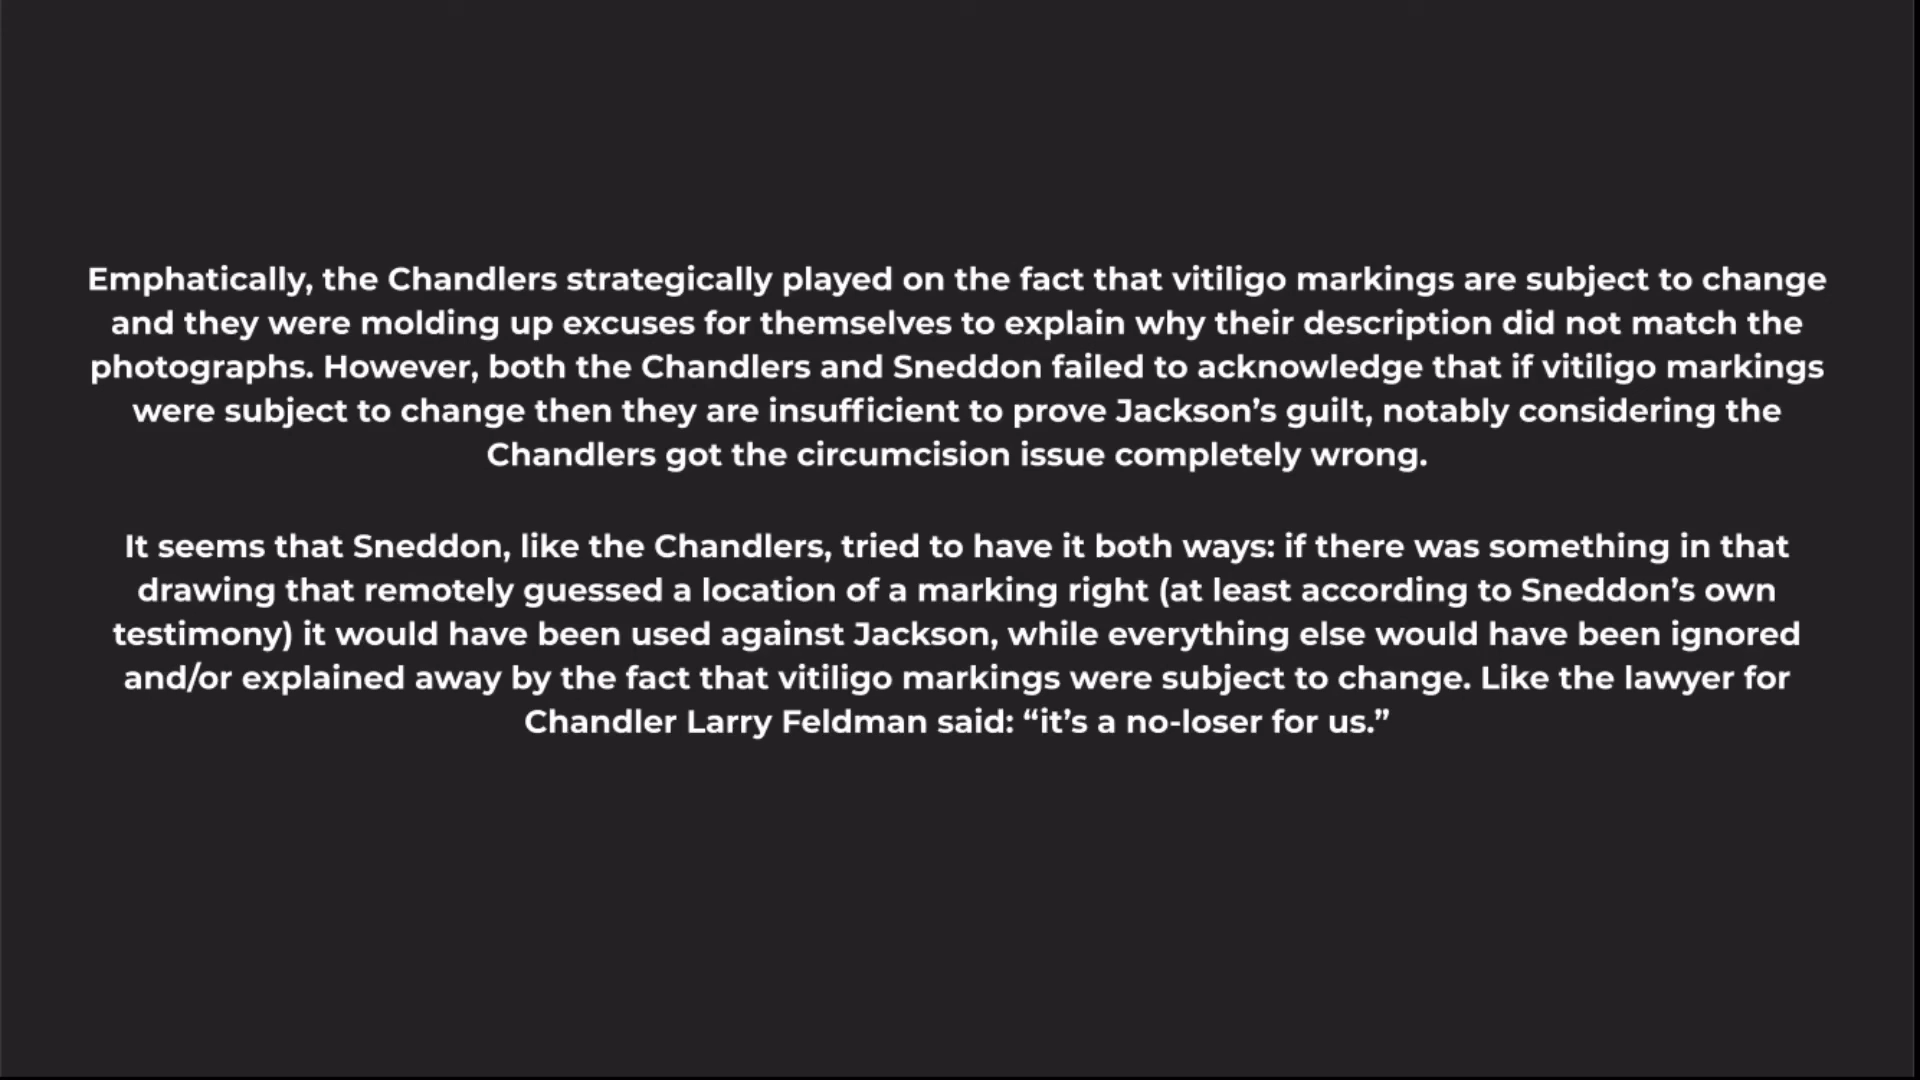 Emphatically, the Chandlers strategically played on the fact that vitiligo markings are subject to change
and they were molding up excuses for themselves to explain why their description did not match the
photographs. However, both the Chandlers and Sneddon failed to acknowledge that if vitiligo markings
were subject to change then they are insufficient to prove Jackson’s guilt, notably considering the
Chandlers got the circumcision issue completely wrong.
It seems that Sneddon, like the Chandlers, tried to have it both ways: if there was something in that
drawing that remotely guessed a location of a marking right (at least according to Sneddon’s own
testimony) it would have been used against Jackson, while everything else would have been ignored
and/or explained away by the fact that vitiligo markings were subject to change. Like the lawyer for
Chandler Larry Feldman said: “it’s a no-loser for us.”